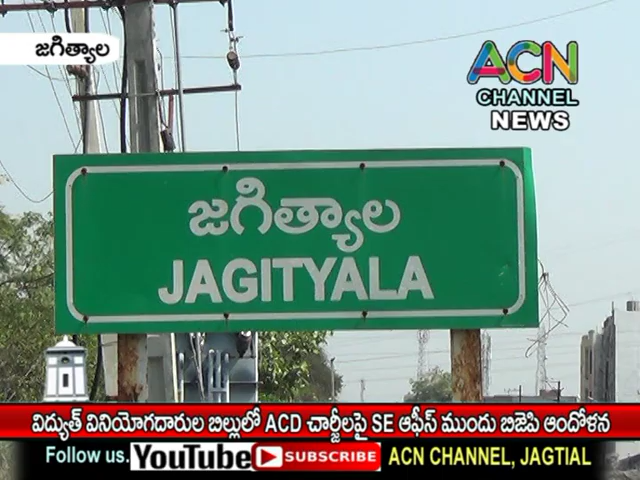 జగిత్యాల
ACN
CHANNEL
NEWS
జగిత్యాల
JAGITYALA
విద్యుత్ వినియోగదారుల బిల్లులో ACD చార్జీలపై SE ఆఫీస్ ముందు బిజెపి ఆందోళన
Follow us. YouTube SUBSCRIBE ACN CHANNEL, JAGTIAL